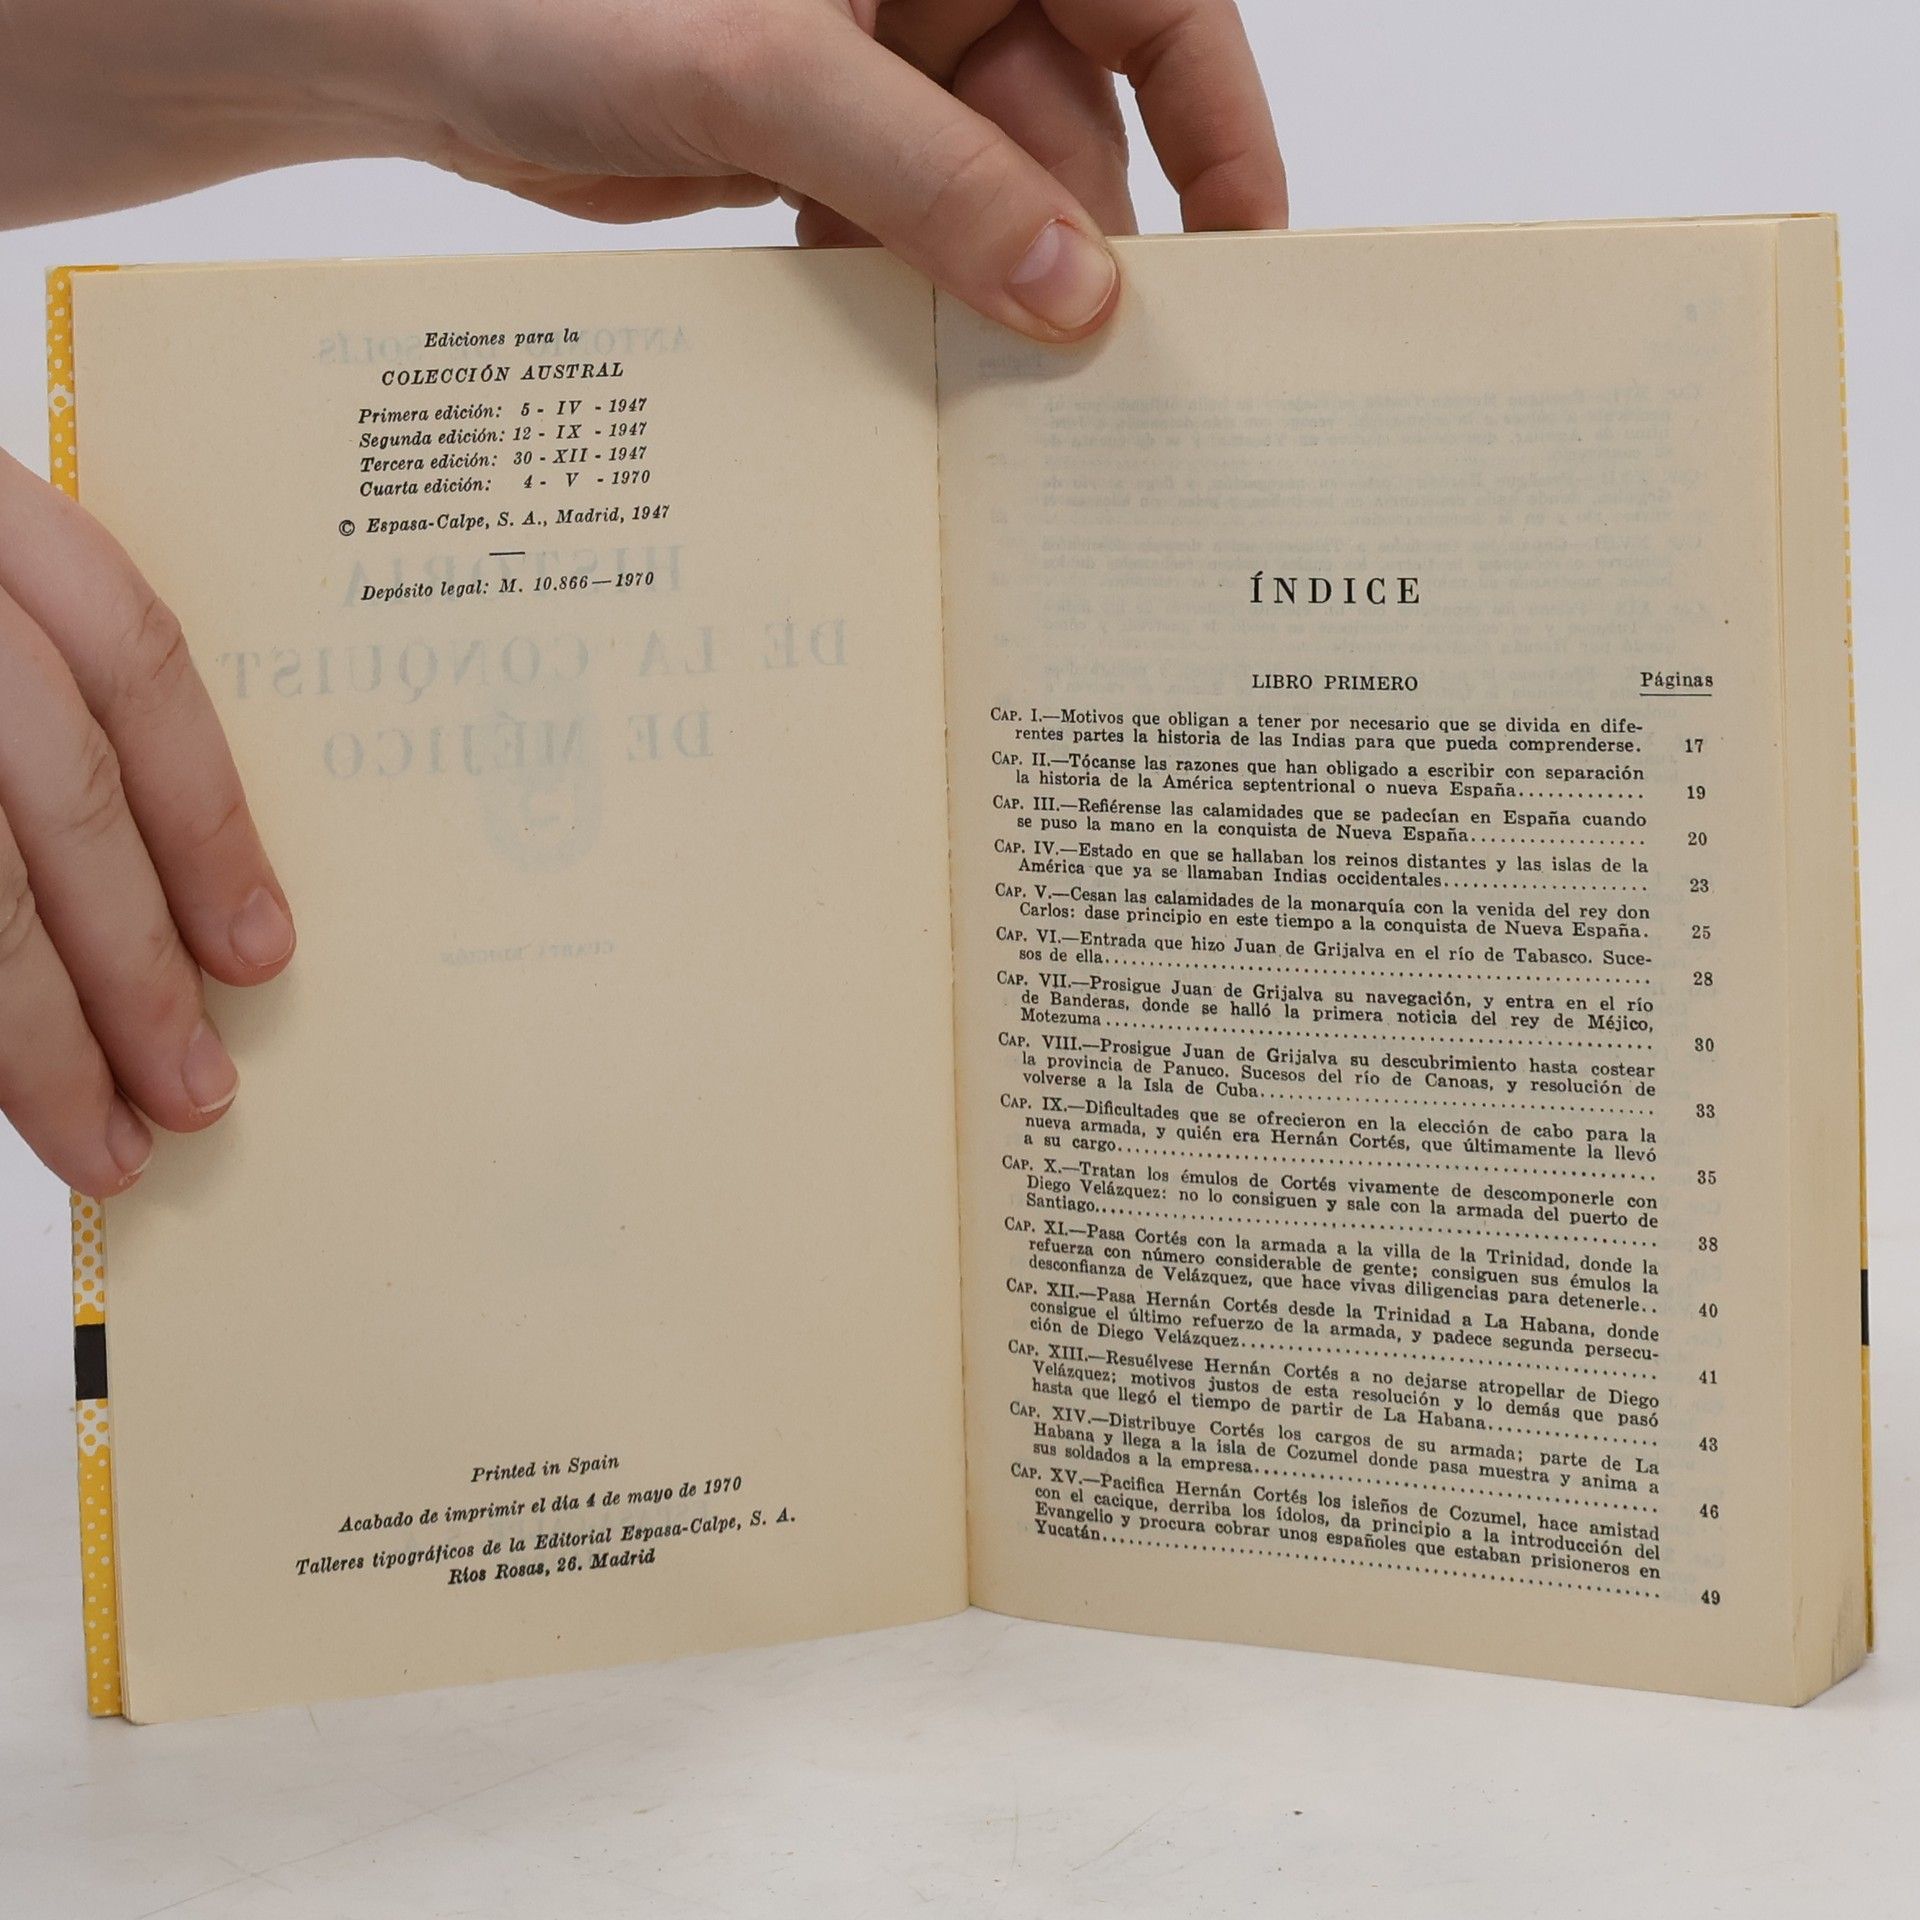 Ediciones para la
COLECCIÓN AUSTRAL
Primera edición: 5 - IV - 1947
Segunda edición: 12 - IX - 1947
Tercera edición: 30 - XII - 1947
Cuarta edición: 4 - V - 1970
© Espasa-Calpe, S. A., Madrid, 1947
Depósito legal: M. 10.866—1970
Printed in Spain
Acabado de imprimir el día 4 de mayo de 1970
Talleres tipográficos de la Editorial Espasa-Calpe, S. A.
Ríos Rosas, 26. Madrid
ÍNDICE
LIBRO PRIMERO Páginas
CAP. I.—Motivos que obligan a tener por necesario que se divida en dife-
rentes partes la historia de las Indias para que pueda comprenderse. 17
CAP. II.—Tócanse las razones que han obligado a escribir con separación
la historia de la América septentrional o nueva España............. 19
CAP. III.—Refiérense las calamidades que se padecían en España cuando
se puso la mano en la conquista de Nueva España.................. 20
CAP. IV.—Estado en que se hallaban los reinos distantes y las islas de la
América que ya se llamaban Indias occidentales..................... 23
CAP. V.—Cesan las calamidades de la monarquía con la venida del rey don
Carlos: dase principio en este tiempo a la conquista de Nueva España. 25
CAP. VI.—Entrada que hizo Juan de Grijalva en el río de Tabasco. Suce-
sos de ella........................................................ 28
CAP. VII.—Prosigue Juan de Grijalva su navegación, y entra en el río
de Banderas, donde se halló la primera noticia del rey de Méjico,
Motezuma........................................................ 30
CAP. VIII.—Prosigue Juan de Grijalva su descubrimiento hasta costear
la provincia de Panuco. Sucesos del río de Canoas, y resolución de
volverse a la Isla de Cuba......................................... 33
CAP. IX.—Dificultades que se ofrecieron en la elección de cabo para la
nueva armada, y quién era Hernán Cortés, que últimamente la llevó
a su cargo........................................................ 35
CAP. X.—Tratan los émulos de Cortés vivamente de descomponerle con
Diego Velázquez: no lo consiguen y sale con la armada del puerto de
Santiago.......................................................... 38
CAP. XI.—Pasa Cortés con la armada a la villa de la Trinidad, donde la
refuerza con número considerable de gente; consiguen sus émulos la
desconfianza de Velázquez, que hace vivas diligencias para detenerle.. 40
CAP. XII.—Pasa Hernán Cortés desde la Trinidad a La Habana, donde
consigue el último refuerzo de la armada, y padece segunda persecu-
ción de Diego Velázquez........................................... 41
CAP. XIII.—Resuélvese Hernán Cortés a no dejarse atropellar de Diego
Velázquez; motivos justos de esta resolución y lo demás que pasó
hasta que llegó el tiempo de partir de La Habana................... 43
CAP. XIV.—Distribuye Cortés los cargos de su armada; parte de La
Habana y llega a la isla de Cozumel donde pasa muestra y anima a
sus soldados a la empresa.......................................... 46
CAP. XV.—Pacifica Hernán Cortés los isleños de Cozumel, hace amistad
con el cacique, derriba los ídolos, da principio a la introducción del
Evangelio y procura cobrar unos españoles que estaban prisioneros en
Yucatán.......................................................... 49